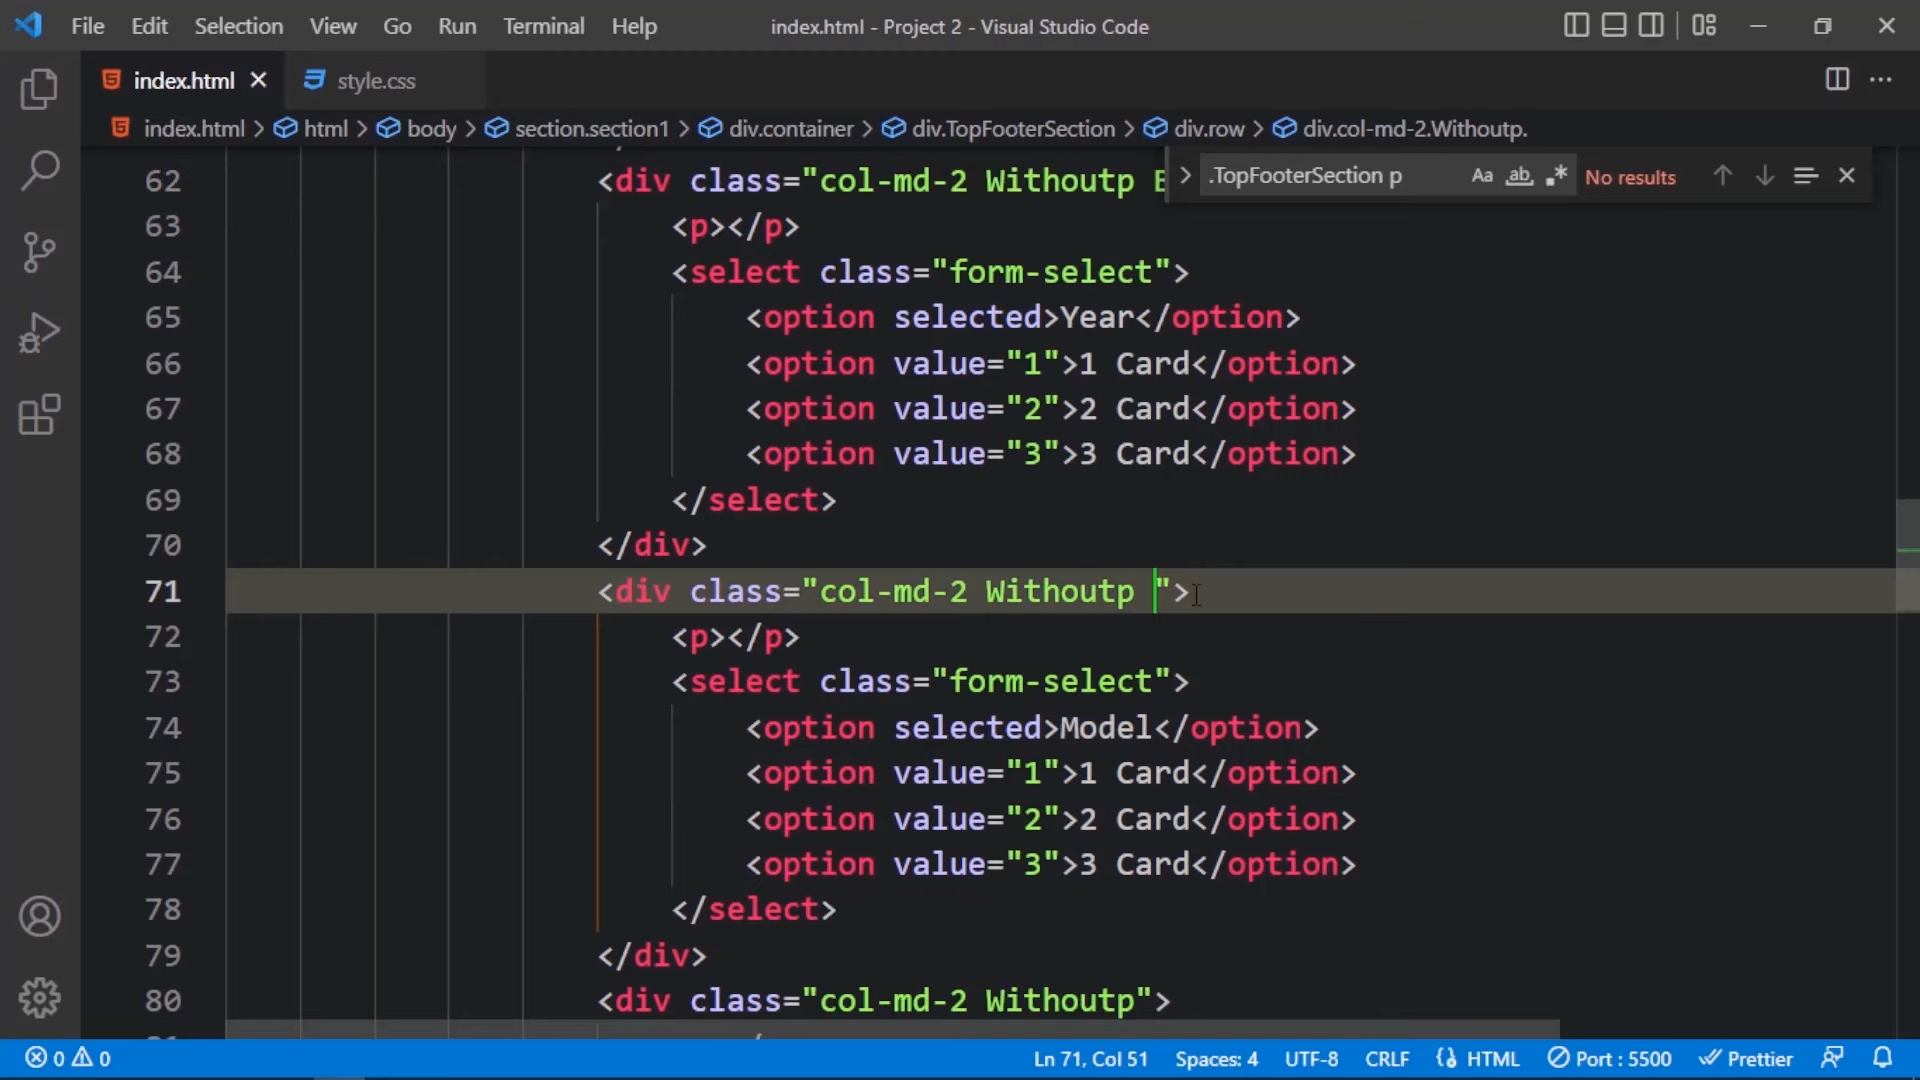 File Edit Selection View Go Run Terminal Help index.html - Project 2 - Visual Studio Code
index.html style.css
index.html > html > body > section.section1 > div.container > div.TopFooterSection > div.row > div.col-md-2.Withoutp.
.TopFooterSection p Aa ab .* No results
62 <div class="col-md-2 Withoutp
63 <p></p>
64 <select class="form-select">
65 <option selected>Year</option>
66 <option value="1">1 Card</option>
67 <option value="2">2 Card</option>
68 <option value="3">3 Card</option>
69 </select>
70 </div>
71 <div class="col-md-2 Withoutp ">
72 <p></p>
73 <select class="form-select">
74 <option selected>Model</option>
75 <option value="1">1 Card</option>
76 <option value="2">2 Card</option>
77 <option value="3">3 Card</option>
78 </select>
79 </div>
80 <div class="col-md-2 Withoutp">
0 0 Ln 71, Col 51 Spaces: 4 UTF-8 CRLF HTML Port : 5500 Prettier